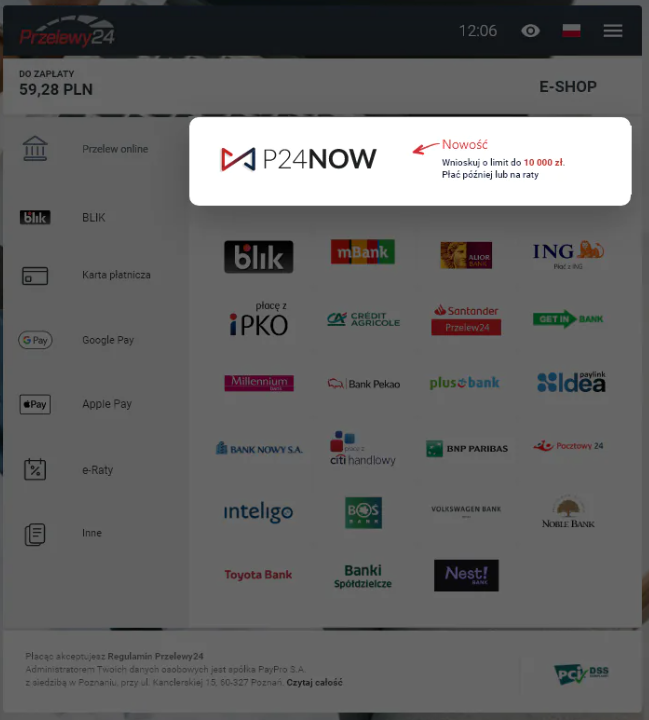 Przelewy24
12:06
DO ZAPŁATY
59,28 PLN
E-SHOP
Przelew online
BLIK
Karta płatnicza
Google Pay
Apple Pay
e-Raty
Inne
P24NOW
Nowość
Wnioskuj o limit do 10 000 zł.
Płać później lub na raty
blik
mBank
ALIOR BANK
ING
Płać z ING
płacę z iPKO
CRÉDIT AGRICOLE
Santander
Przelew24
GET IN BANK
Millennium bank
Bank Pekao
plus bank
paylink Idea
BANK NOWY S.A.
citi handlowy
BNP PARIBAS
Pocztowy 24
inteligo
BOŚ BANK
VOLKSWAGEN BANK
NOBLE BANK
Toyota Bank
Banki Spółdzielcze
Nest! BANK
Płacąc akceptujesz Regulamin Przelewy24
Administratorem Twoich danych osobowych jest spółka PayPro S.A.
z siedzibą w Poznaniu, przy ul. Kanclerskiej 15, 60-327 Poznań. Czytaj całość
PCI DSS